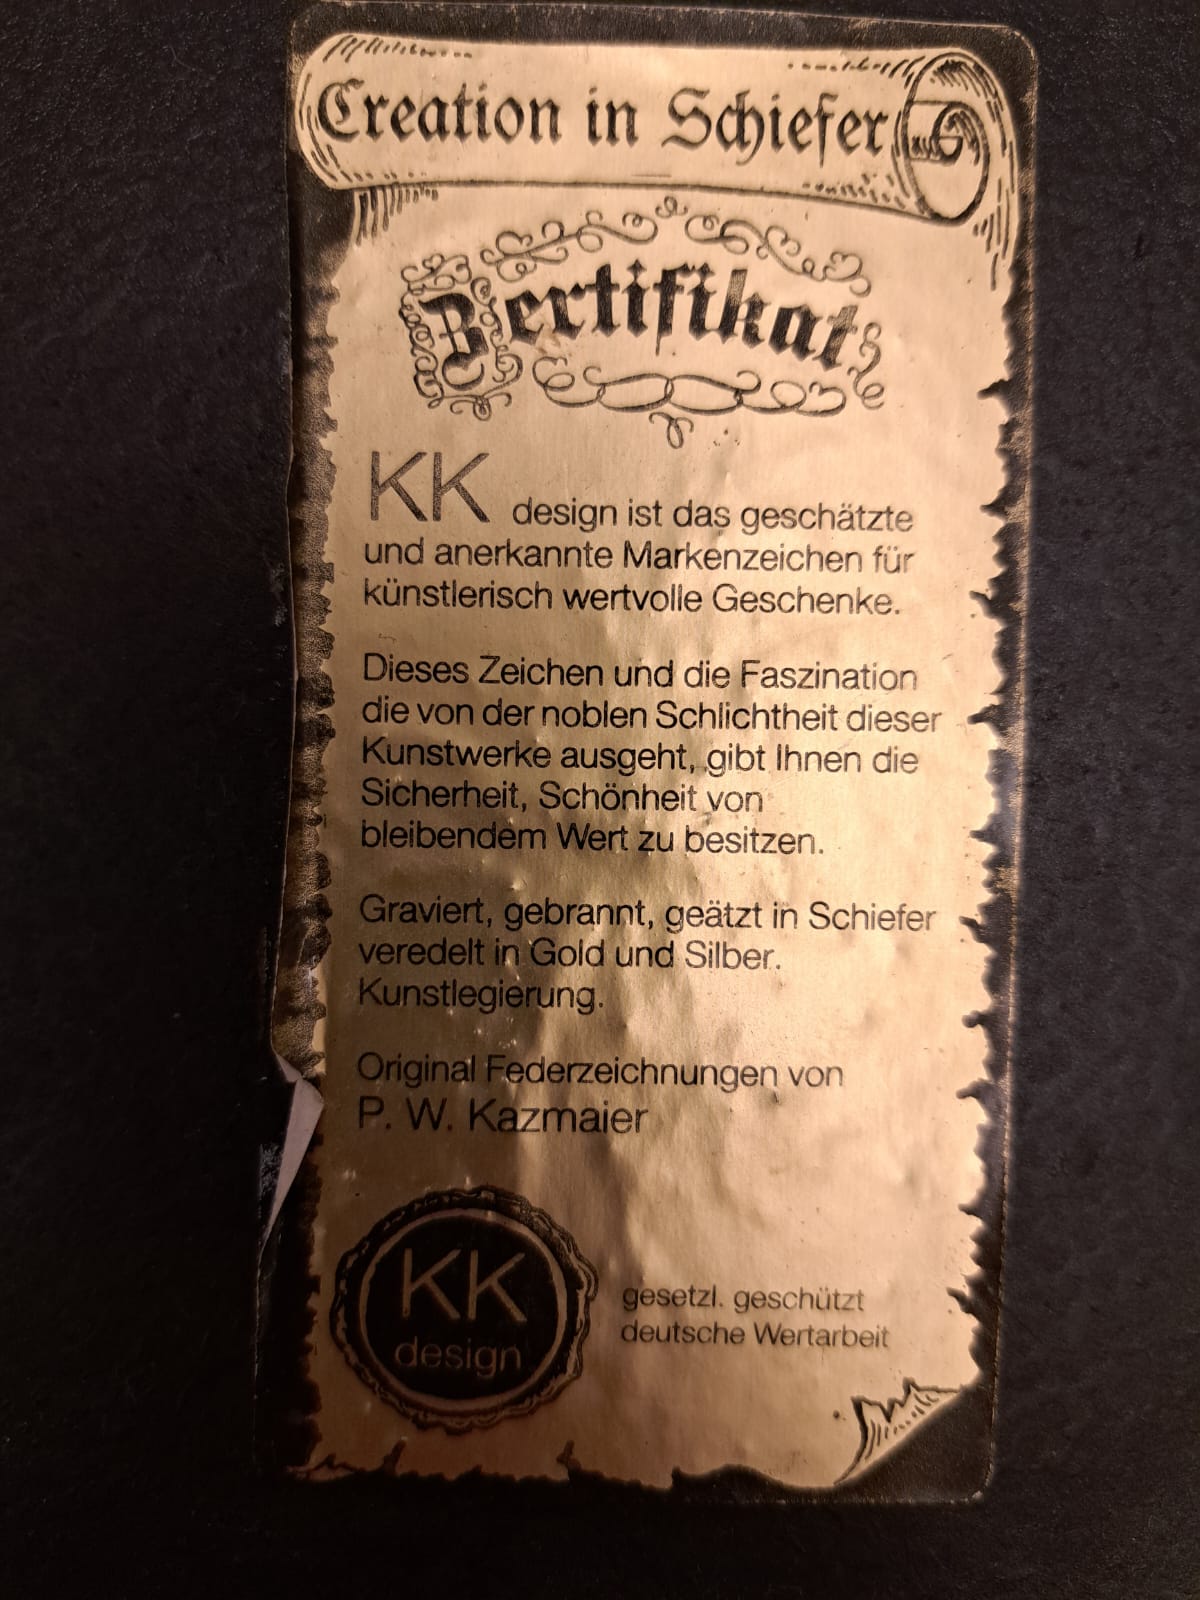 Creation in Schiefer
Zertifikat
KK design ist das geschätzte
und anerkannte Markenzeichen für
künstlerisch wertvolle Geschenke.
Dieses Zeichen und die Faszination
die von der noblen Schlichtheit dieser
Kunstwerke ausgeht, gibt Ihnen die
Sicherheit, Schönheit von
bleibendem Wert zu besitzen.
Graviert, gebrannt, geätzt in Schiefer
veredelt in Gold und Silber.
Kunstlegierung.
Original Federzeichnungen von
P. W. Kazmaier
KK
design
gesetzl. geschützt
deutsche Wertarbeit